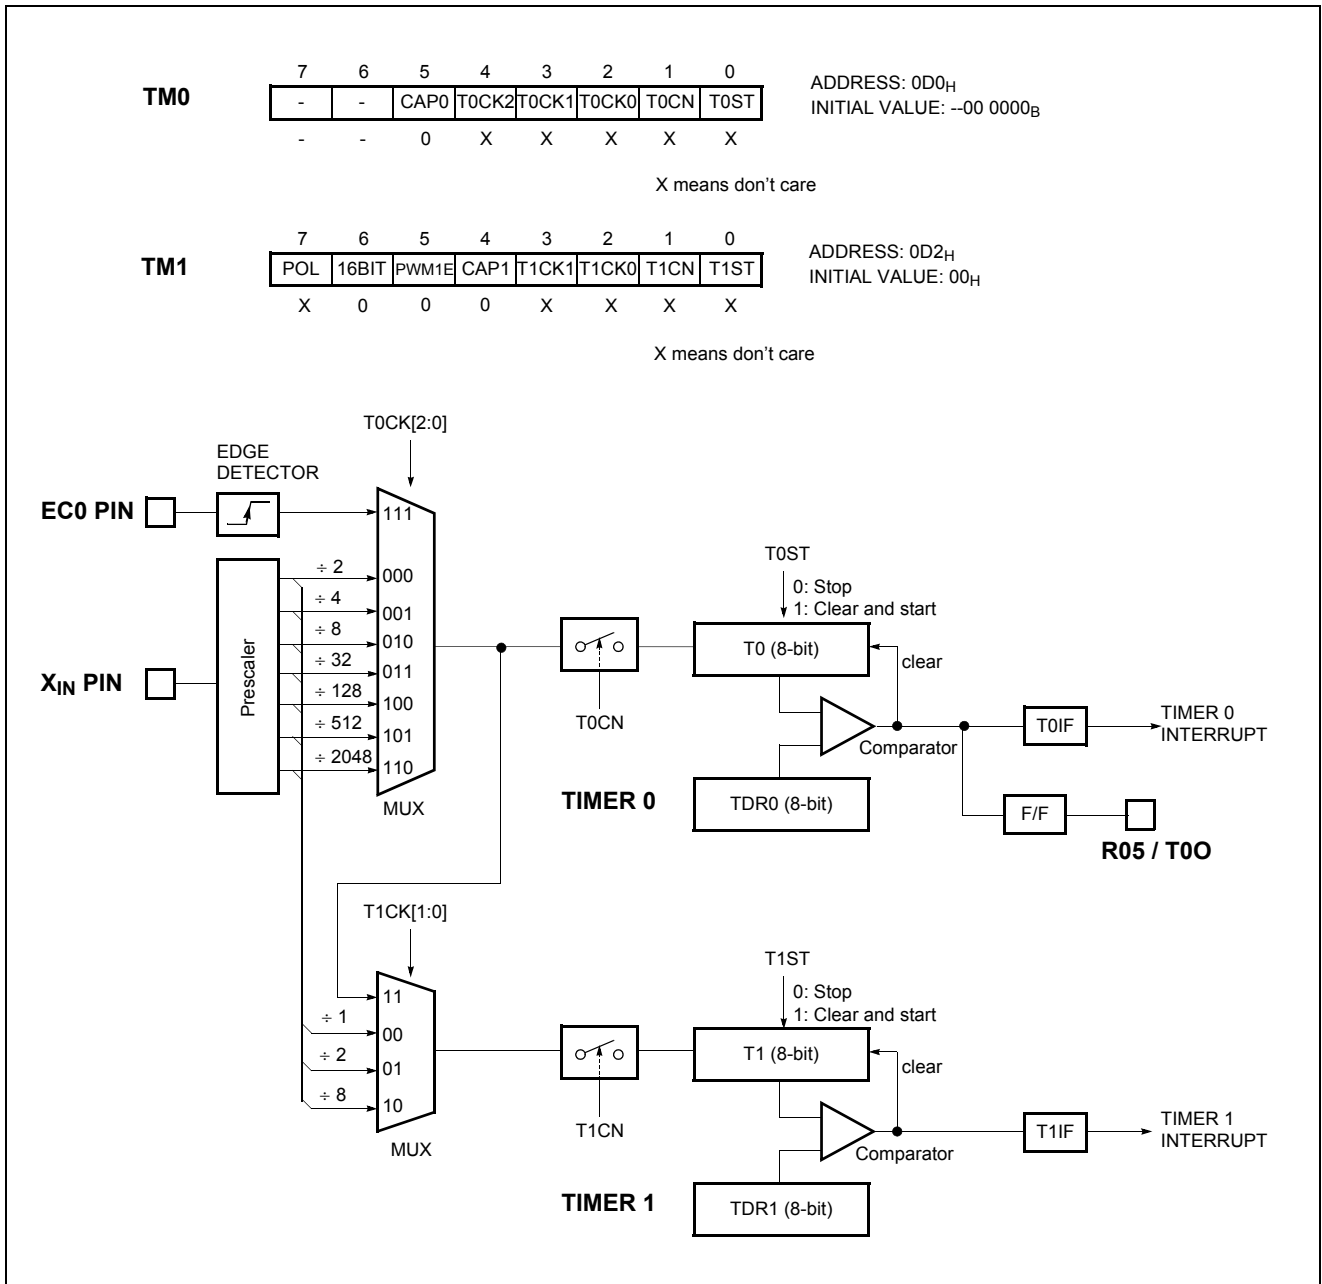 7 6 5 4 3 2 1 0
TM0 - - CAP0 T0CK2 T0CK1 T0CK0 T0CN T0ST
- - 0 X X X X X
ADDRESS: 0D0H
INITIAL VALUE: --00 0000B
X means don't care
7 6 5 4 3 2 1 0
TM1 POL 16BIT PWM1E CAP1 T1CK1 T1CK0 T1CN T1ST
X 0 0 0 X X X X
ADDRESS: 0D2H
INITIAL VALUE: 00H
X means don't care
T0CK[2:0]
EDGE
DETECTOR
EC0 PIN
111
XIN PIN
Prescaler
÷ 2 000
÷ 4 001
÷ 8 010
÷ 32 011
÷ 128 100
÷ 512 101
÷ 2048 110
MUX
T0CN
T0ST
0: Stop
1: Clear and start
T0 (8-bit)
clear
Comparator
T0IF
TIMER 0
INTERRUPT
TIMER 0
TDR0 (8-bit)
F/F
R05 / T0O
T1CK[1:0]
11
÷ 1 00
÷ 2 01
÷ 8 10
MUX
T1CN
T1ST
0: Stop
1: Clear and start
T1 (8-bit)
clear
Comparator
T1IF
TIMER 1
INTERRUPT
TIMER 1
TDR1 (8-bit)